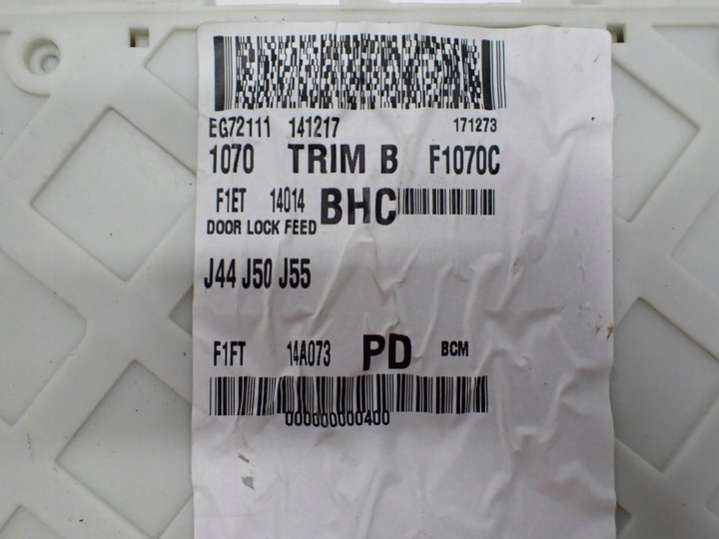 EG72111 141217 171273
1070 TRIM B F1070C
F1ET 14014 BHC
DOOR LOCK FEED
J44 J50 J55
F1FT 14A073 PD BCM
000000000400